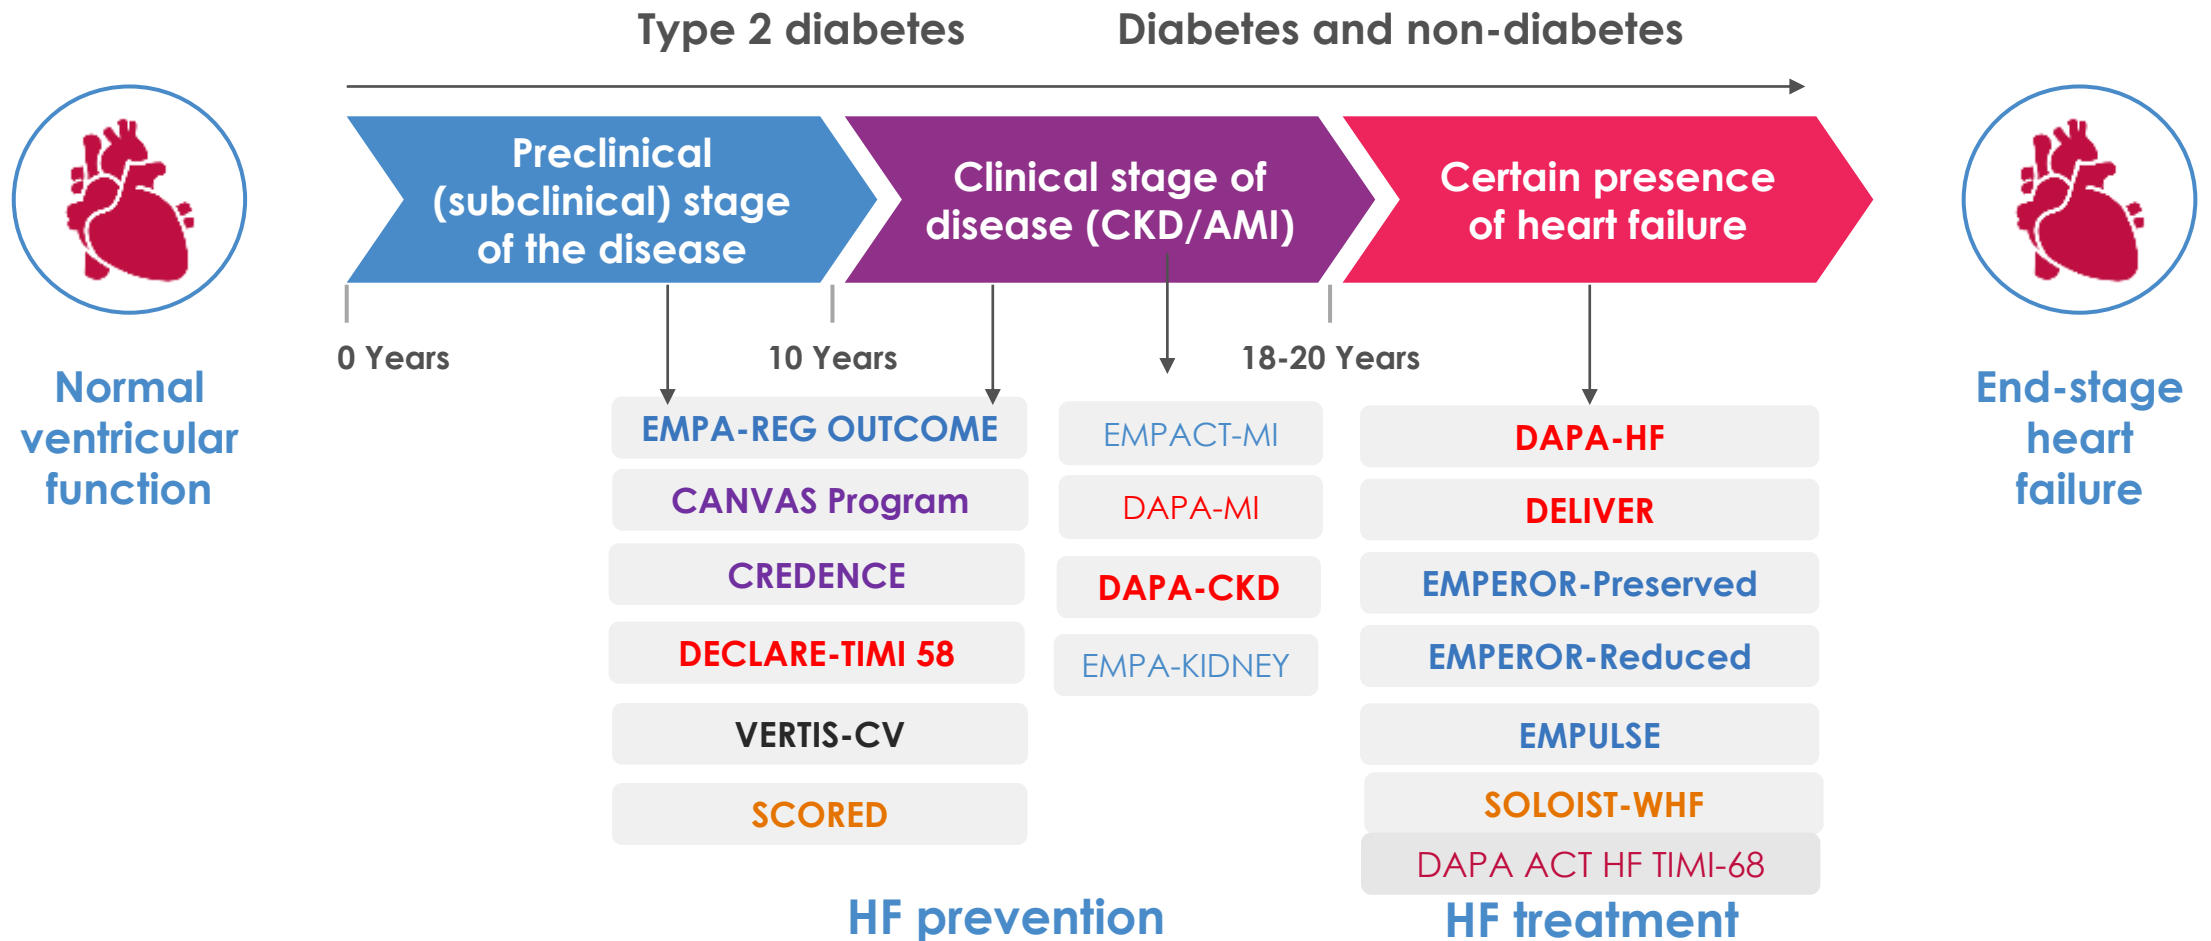 Type 2 diabetes
Diabetes and non-diabetes
Preclinical
(subclinical) stage
of the disease
Clinical stage of
disease (CKD/AMI)
Certain presence
of heart failure
0 Years
10 Years
18-20 Years
Normal
ventricular
function
End-stage
heart
failure
EMPA-REG OUTCOME
CANVAS Program
CREDENCE
DECLARE-TIMI 58
VERTIS-CV
SCORED
EMPACT-MI
DAPA-MI
DAPA-CKD
EMPA-KIDNEY
DAPA-HF
DELIVER
EMPEROR-Preserved
EMPEROR-Reduced
EMPULSE
SOLOIST-WHF
DAPA ACT HF TIMI-68
HF prevention
HF treatment